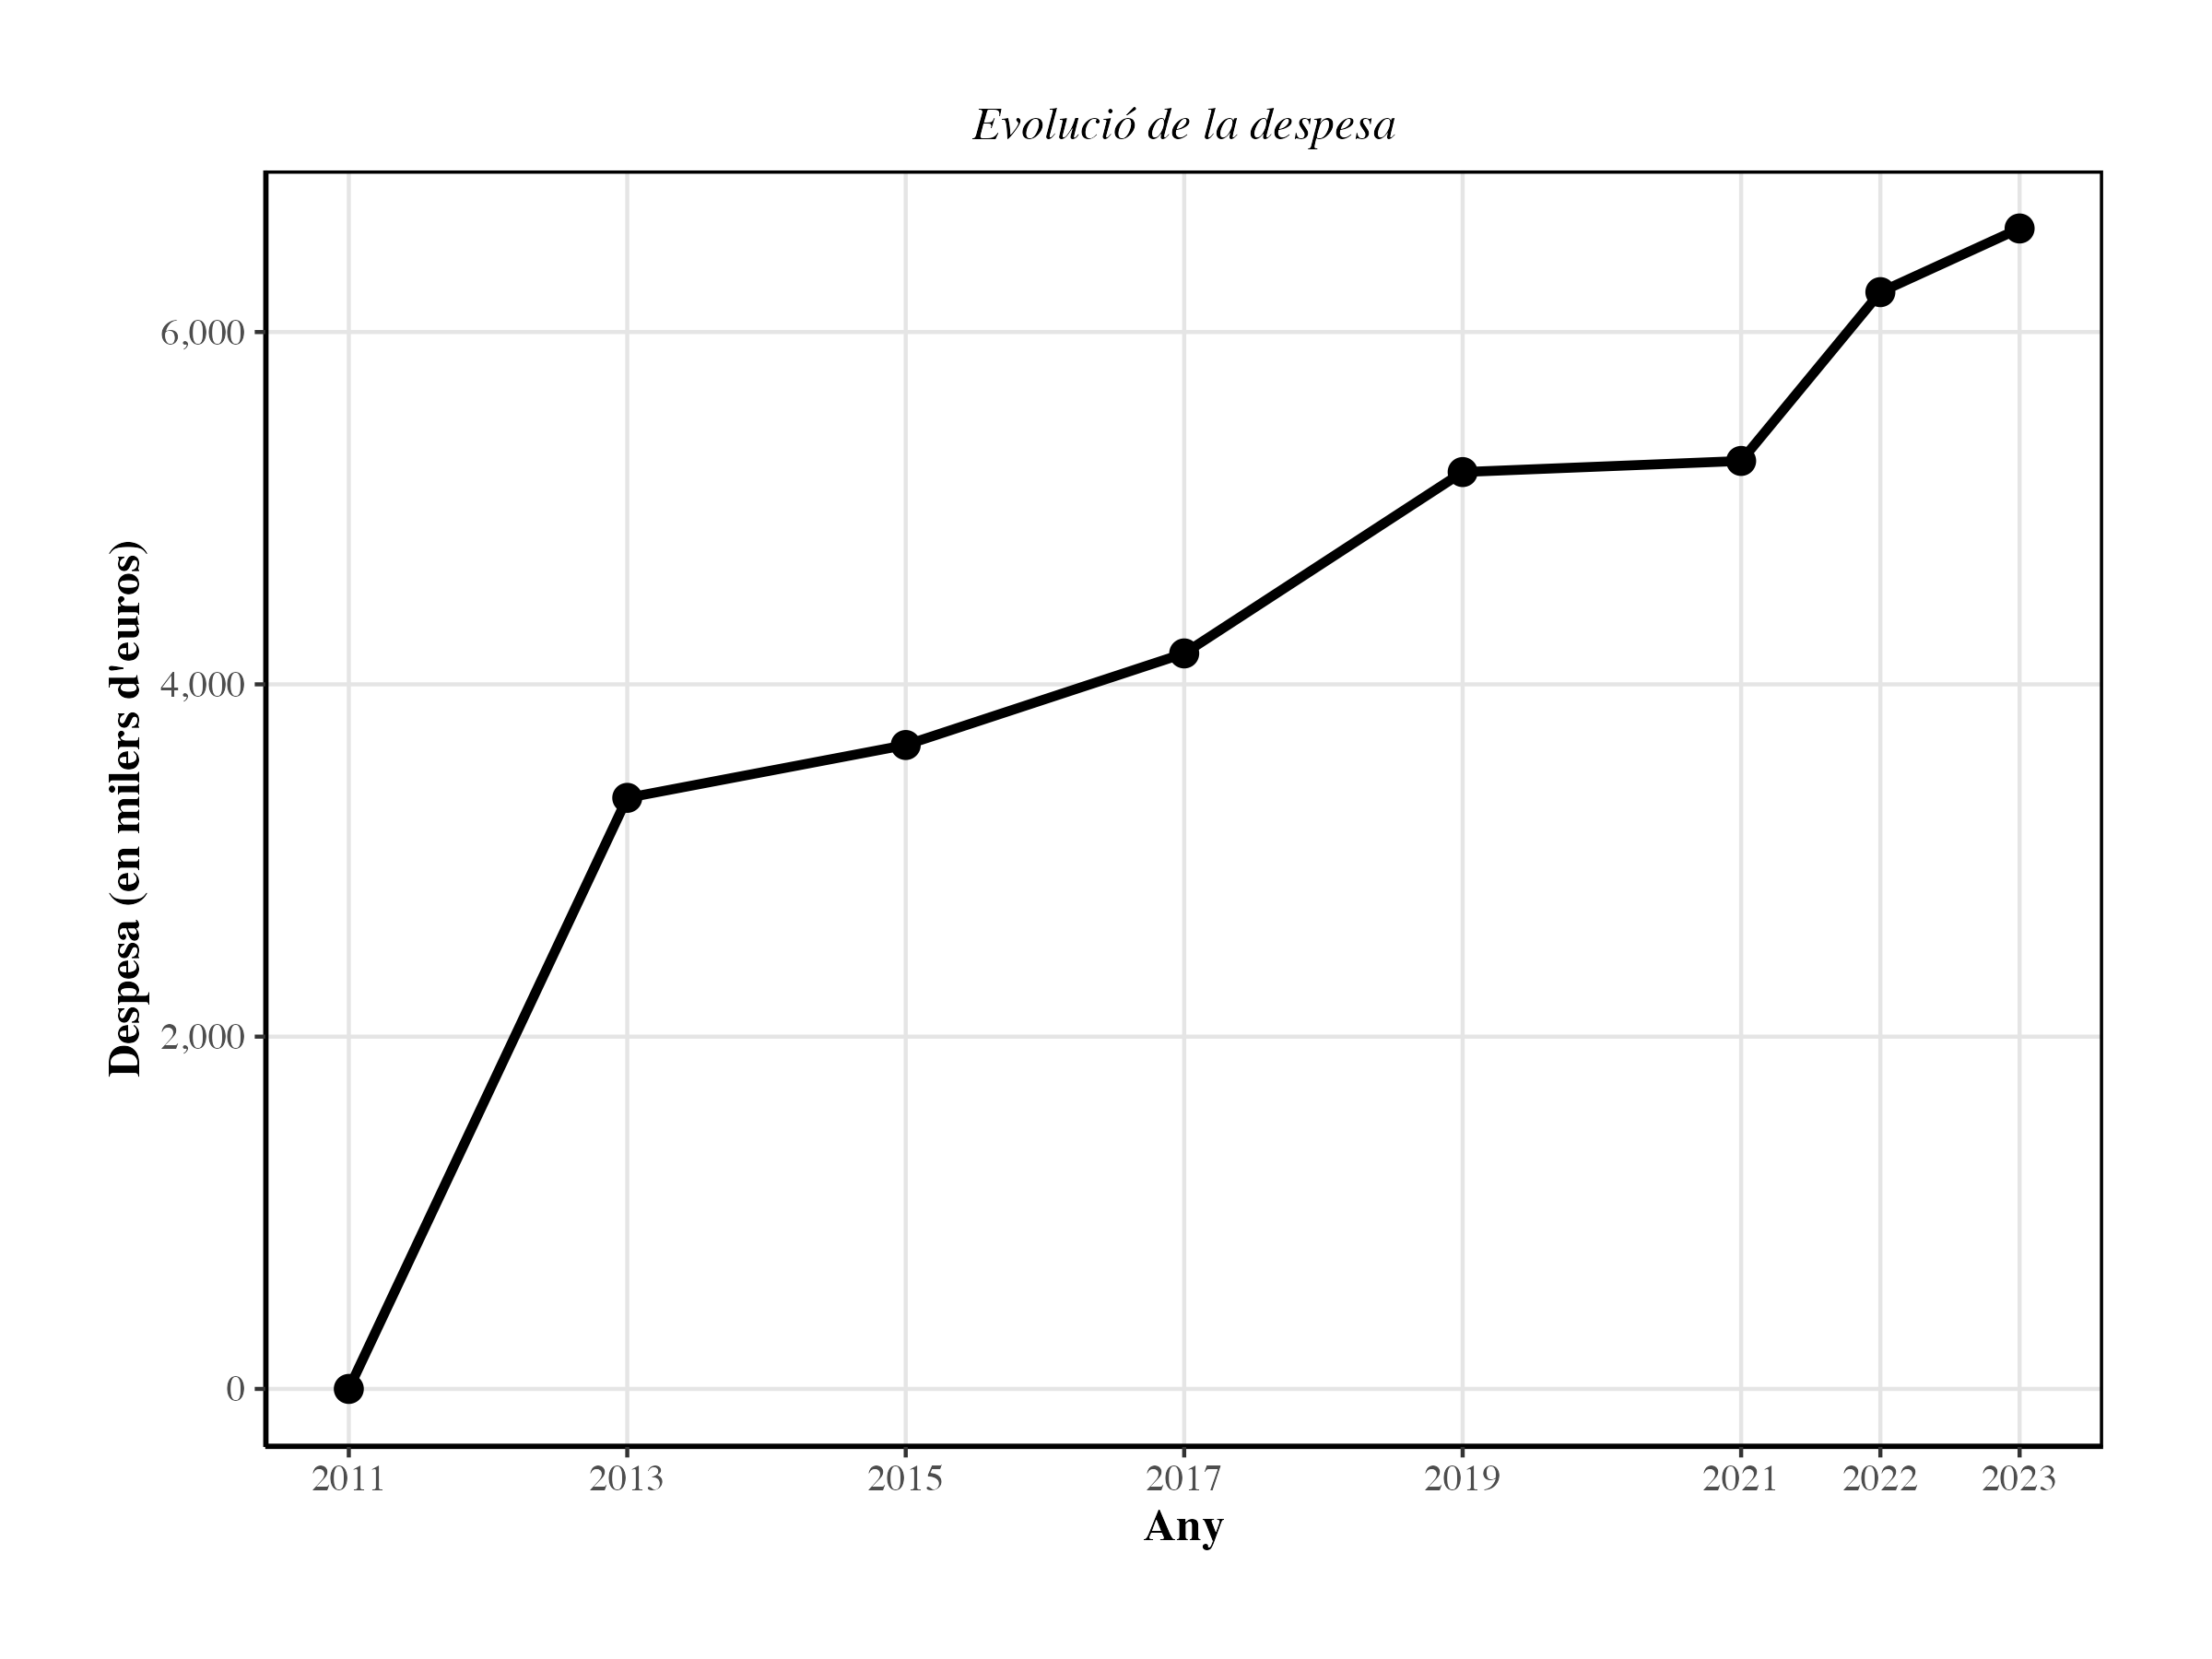 Evolució de la despesa
Despesa (en milers d'euros)
6,000
4,000
2,000
0
2011 2013 2015 2017 2019 2021 2022 2023
Any